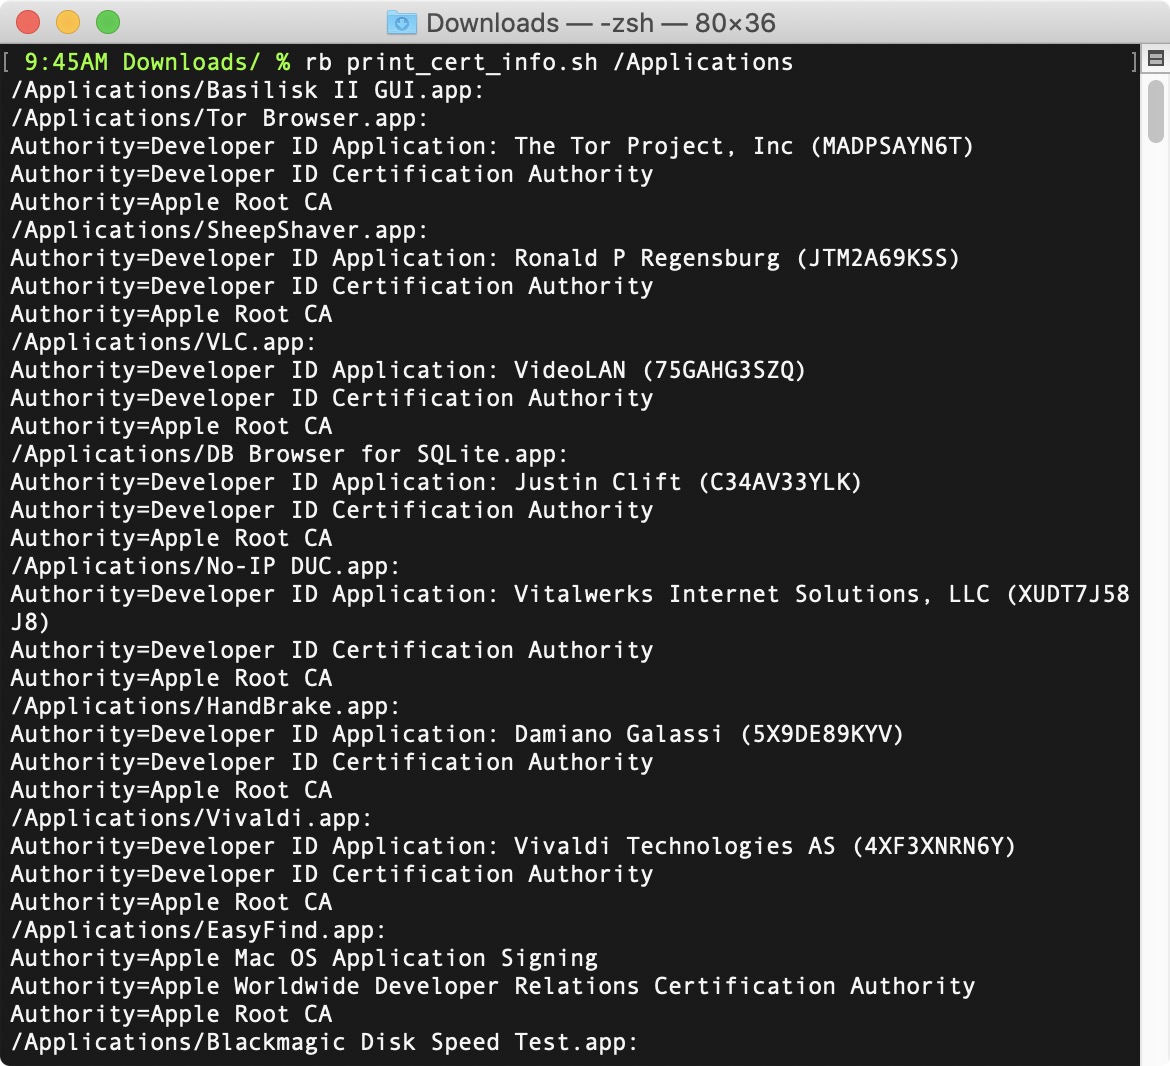 Downloads — -zsh — 80×36
[ 9:45AM Downloads/ % rb print_cert_info.sh /Applications ]
/Applications/Basilisk II GUI.app:
/Applications/Tor Browser.app:
Authority=Developer ID Application: The Tor Project, Inc (MADPSAYN6T)
Authority=Developer ID Certification Authority
Authority=Apple Root CA
/Applications/SheepShaver.app:
Authority=Developer ID Application: Ronald P Regensburg (JTM2A69KSS)
Authority=Developer ID Certification Authority
Authority=Apple Root CA
/Applications/VLC.app:
Authority=Developer ID Application: VideoLAN (75GAHG3SZQ)
Authority=Developer ID Certification Authority
Authority=Apple Root CA
/Applications/DB Browser for SQLite.app:
Authority=Developer ID Application: Justin Clift (C34AV33YLK)
Authority=Developer ID Certification Authority
Authority=Apple Root CA
/Applications/No-IP DUC.app:
Authority=Developer ID Application: Vitalwerks Internet Solutions, LLC (XUDT7J58
J8)
Authority=Developer ID Certification Authority
Authority=Apple Root CA
/Applications/HandBrake.app:
Authority=Developer ID Application: Damiano Galassi (5X9DE89KYV)
Authority=Developer ID Certification Authority
Authority=Apple Root CA
/Applications/Vivaldi.app:
Authority=Developer ID Application: Vivaldi Technologies AS (4XF3XNRN6Y)
Authority=Developer ID Certification Authority
Authority=Apple Root CA
/Applications/EasyFind.app:
Authority=Apple Mac OS Application Signing
Authority=Apple Worldwide Developer Relations Certification Authority
Authority=Apple Root CA
/Applications/Blackmagic Disk Speed Test.app: